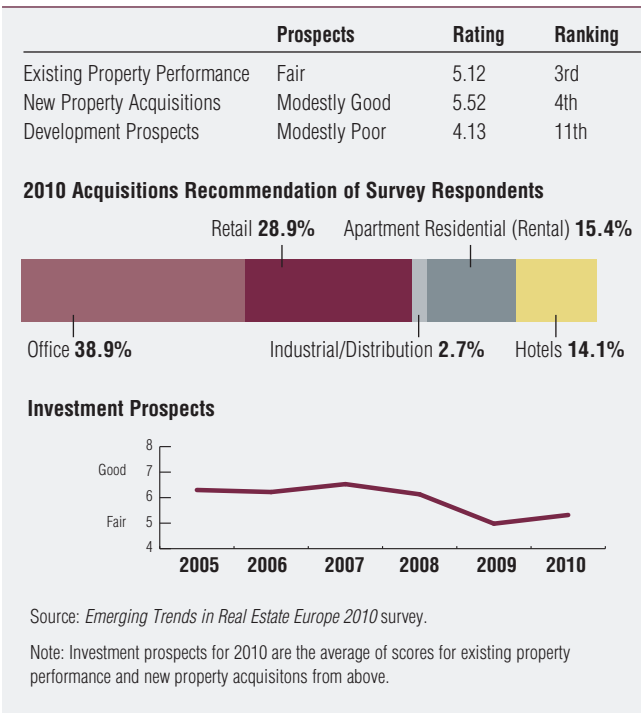 Prospects Rating Ranking
Existing Property Performance Fair 5.12 3rd
New Property Acquisitions Modestly Good 5.52 4th
Development Prospects Modestly Poor 4.13 11th
2010 Acquisitions Recommendation of Survey Respondents
Retail 28.9% Apartment Residential (Rental) 15.4%
Office 38.9% Industrial/Distribution 2.7% Hotels 14.1%
Investment Prospects
8
Good 7
6
Fair 5
4
2005 2006 2007 2008 2009 2010
Source: Emerging Trends in Real Estate Europe 2010 survey.
Note: Investment prospects for 2010 are the average of scores for existing property
performance and new property acquisitons from above.